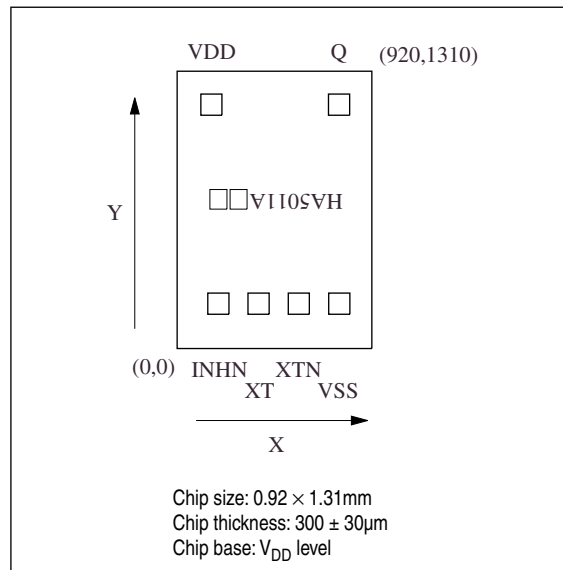 VDD Q (920,1310)
HA5011A
Y
(0,0) INHN XTN
XT VSS
X
Chip size: 0.92 × 1.31mm
Chip thickness: 300 ± 30µm
Chip base: VDD level